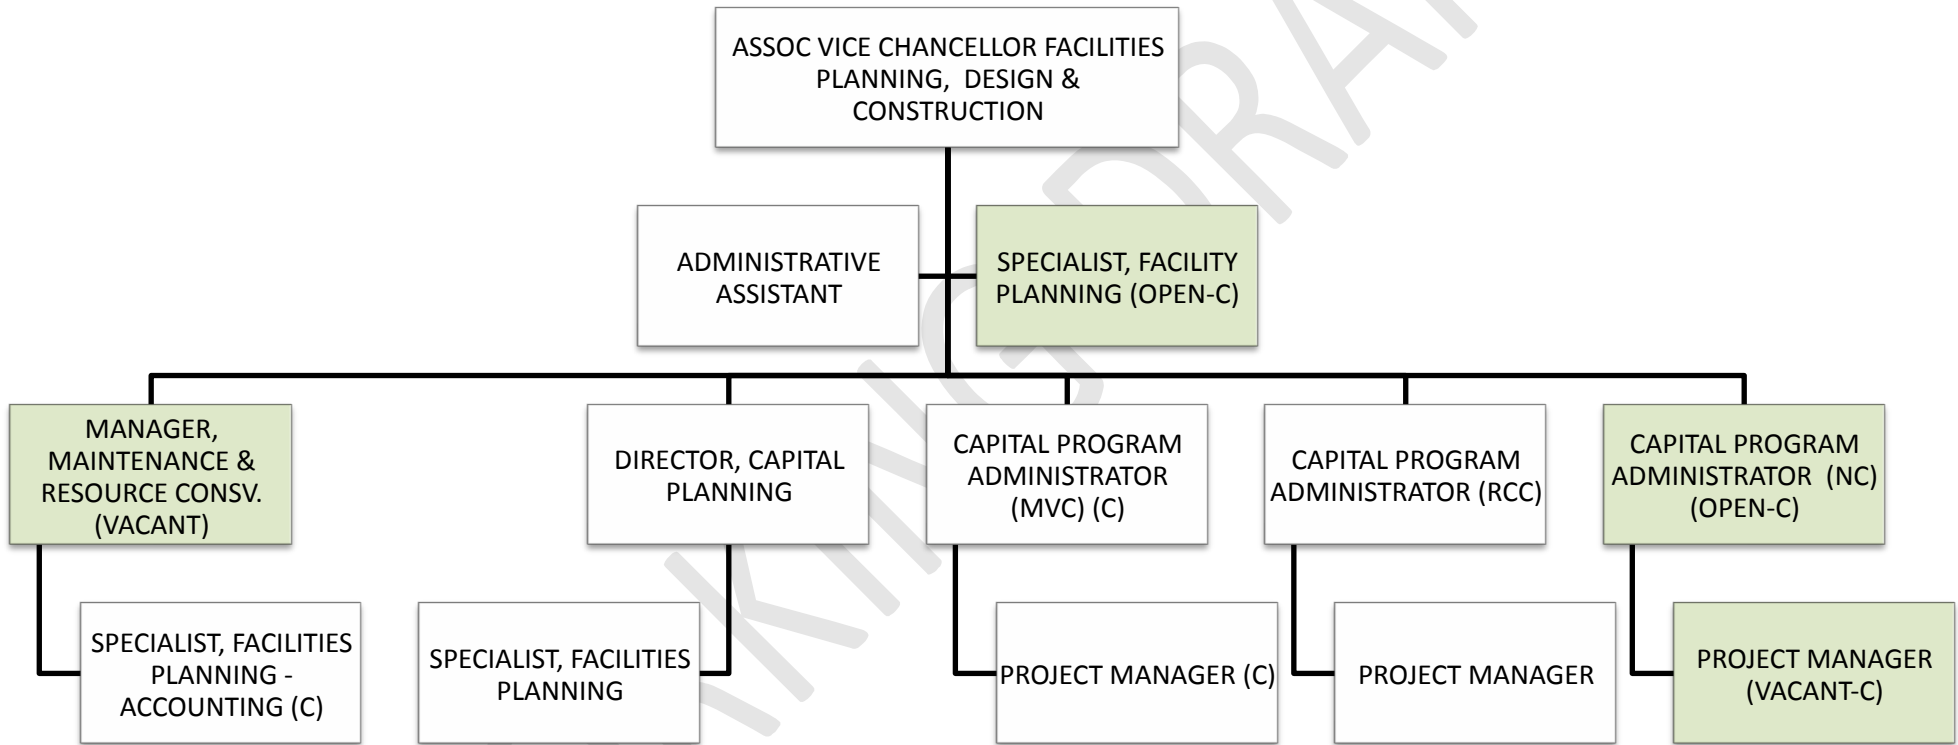 ASSOC VICE CHANCELLOR FACILITIES
PLANNING, DESIGN &
CONSTRUCTION
ADMINISTRATIVE
ASSISTANT
SPECIALIST, FACILITY
PLANNING (OPEN-C)
MANAGER,
MAINTENANCE &
RESOURCE CONSV.
(VACANT)
DIRECTOR, CAPITAL
PLANNING
CAPITAL PROGRAM
ADMINISTRATOR
(MVC) (C)
CAPITAL PROGRAM
ADMINISTRATOR (RCC)
CAPITAL PROGRAM
ADMINISTRATOR (NC)
(OPEN-C)
SPECIALIST, FACILITIES
PLANNING -
ACCOUNTING (C)
SPECIALIST, FACILITIES
PLANNING
PROJECT MANAGER (C)
PROJECT MANAGER
PROJECT MANAGER
(VACANT-C)